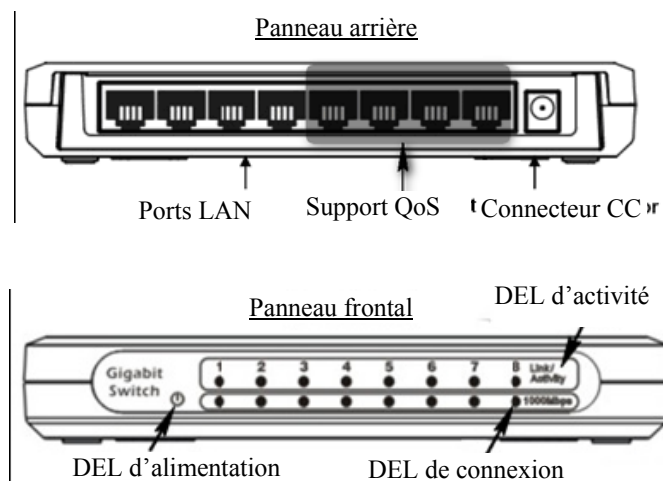 Panneau arrière
Ports LAN
Support QoS
t Connecteur CC or
Panneau frontal
DEL d’activité
1 2 3 4 5 6 7 8 Link/
Activity
Gigabit
Switch
1000Mbps
DEL d’alimentation
DEL de connexion